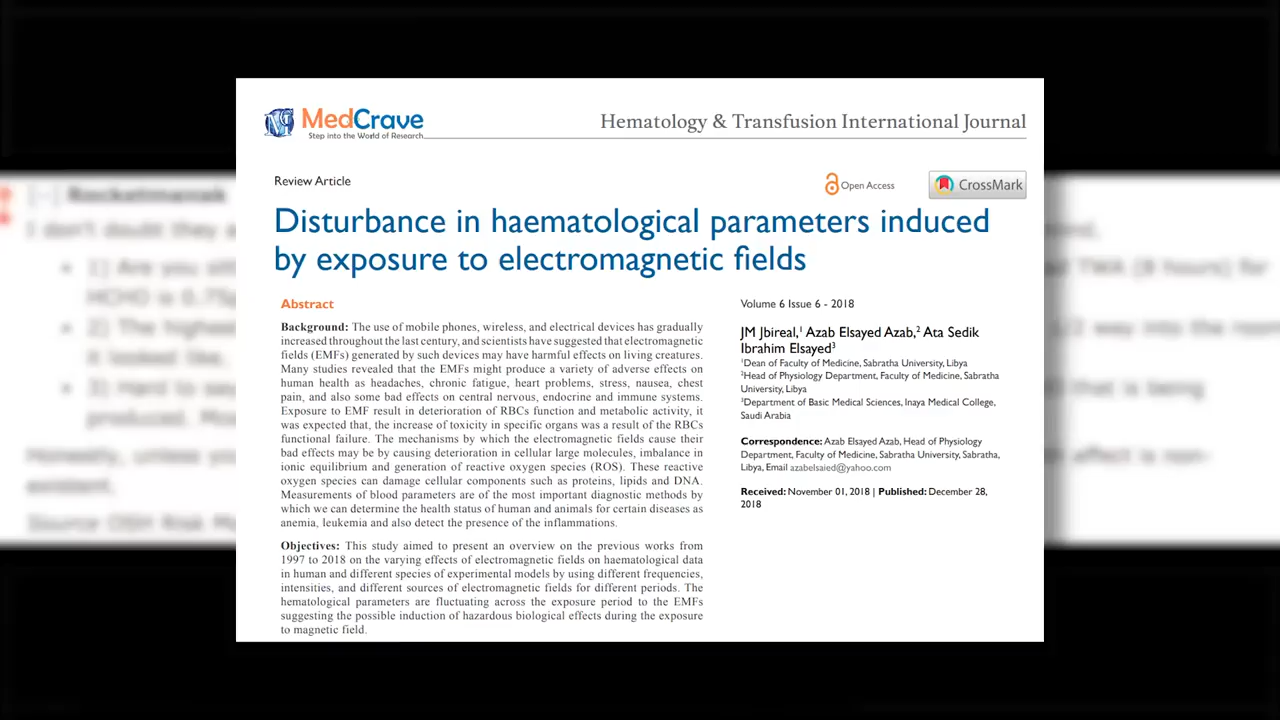 MedCrave
Step into the World of Research
Hematology & Transfusion International Journal
Review Article
Open Access
CrossMark
Disturbance in haematological parameters induced
by exposure to electromagnetic fields
Abstract
Background: The use of mobile phones, wireless, and electrical devices has gradually
increased throughout the last century, and scientists have suggested that electromagnetic
fields (EMFs) generated by such devices may have harmful effects on living creatures.
Many studies revealed that the EMFs might produce a variety of adverse effects on
human health as headaches, chronic fatigue, heart problems, stress, nausea, chest
pain, and also some bad effects on central nervous, endocrine and immune systems.
Exposure to EMF result in deterioration of RBCs function and metabolic activity, it
was expected that, the increase of toxicity in specific organs was a result of the RBCs
functional failure. The mechanisms by which the electromagnetic fields cause their
bad effects may be by causing deterioration in cellular large molecules, imbalance in
ionic equilibrium and generation of reactive oxygen species (ROS). These reactive
oxygen species can damage cellular components such as proteins, lipids and DNA.
Measurements of blood parameters are of the most important diagnostic methods by
which we can determine the health status of human and animals for certain diseases as
anemia, leukemia and also detect the presence of the inflammations.
Objectives: This study aimed to present an overview on the previous works from
1997 to 2018 on the varying effects of electromagnetic fields on haematological data
in human and different species of experimental models by using different frequencies,
intensities, and different sources of electromagnetic fields for different periods. The
hematological parameters are fluctuating across the exposure period to the EMFs
suggesting the possible induction of hazardous biological effects during the exposure
to magnetic field.
Volume 6 Issue 6 - 2018
JM Jbireal,1 Azab Elsayed Azab,2 Ata Sedik
Ibrahim Elsayed3
1Dean of Faculty of Medicine, Sabratha University, Libya
2Head of Physiology Department, Faculty of Medicine, Sabratha
University, Libya
3Department of Basic Medical Sciences, Inaya Medical College,
Saudi Arabia
Correspondence: Azab Elsayed Azab, Head of Physiology
Department, Faculty of Medicine, Sabratha University, Sabratha,
Libya, Email azabelsaied@yahoo.com
Received: November 01, 2018 | Published: December 28,
2018